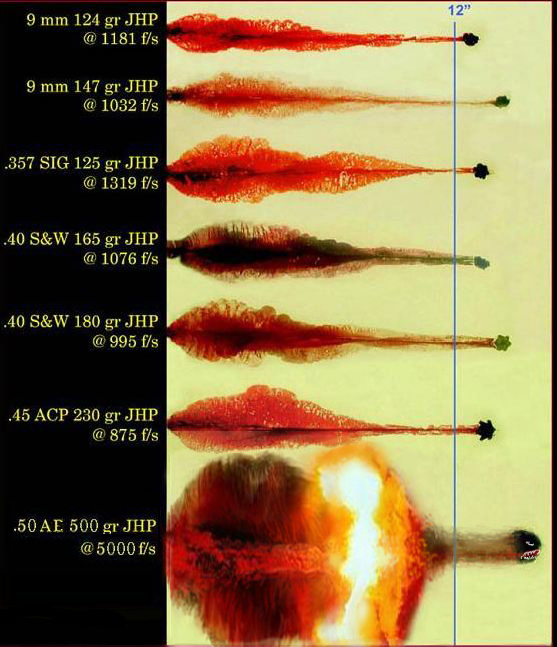 12"
9 mm 124 gr JHP
@ 1181 f/s
9 mm 147 gr JHP
@ 1032 f/s
.357 SIG 125 gr JHP
@ 1319 f/s
.40 S&W 165 gr JHP
@ 1076 f/s
.40 S&W 180 gr JHP
@ 995 f/s
.45 ACP 230 gr JHP
@ 875 f/s
.50 AE 500 gr JHP
@ 5000 f/s